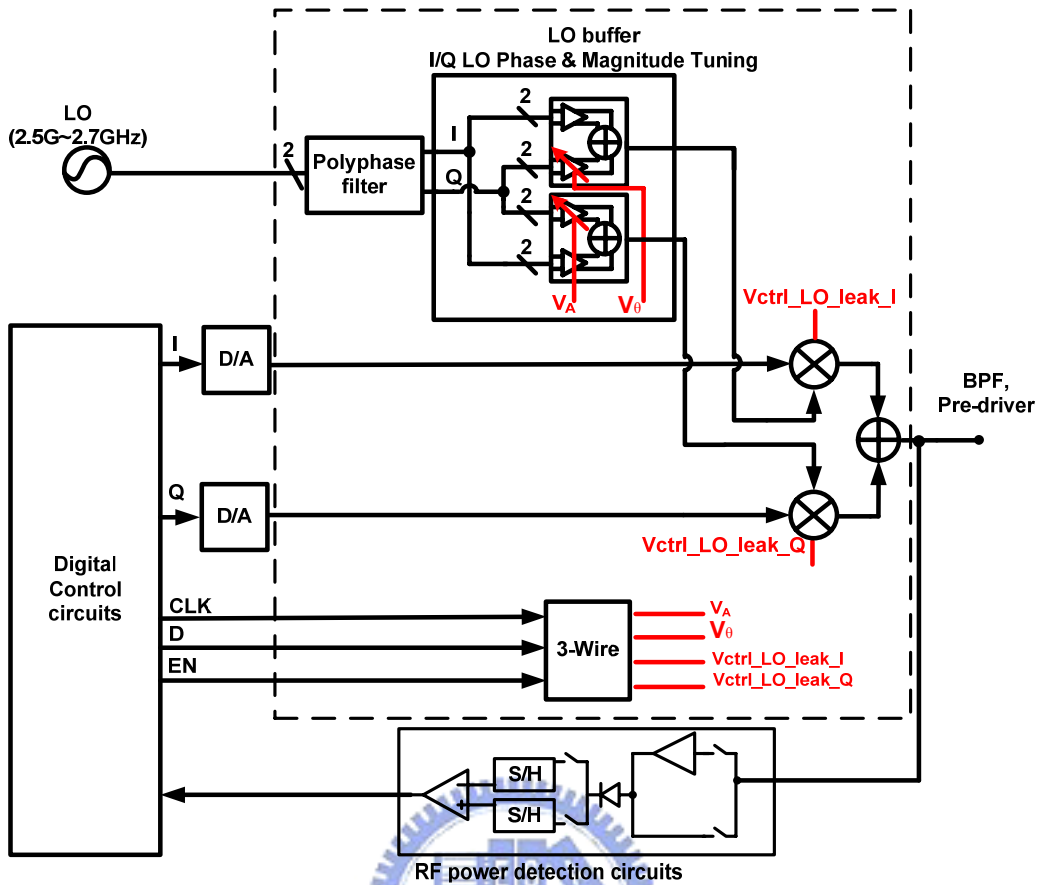 LO buffer
I/Q LO Phase & Magnitude Tuning
LO
(2.5G~2.7GHz)
2
Polyphase
filter
I
Q
2
2
2
2
VA
Vθ
Vctrl_LO_leak_I
I
D/A
BPF,
Pre-driver
Q
D/A
Vctrl_LO_leak_Q
Digital
Control
circuits
CLK
D
EN
3-Wire
VA
Vθ
Vctrl_LO_leak_I
Vctrl_LO_leak_Q
S/H
S/H
RF power detection circuits